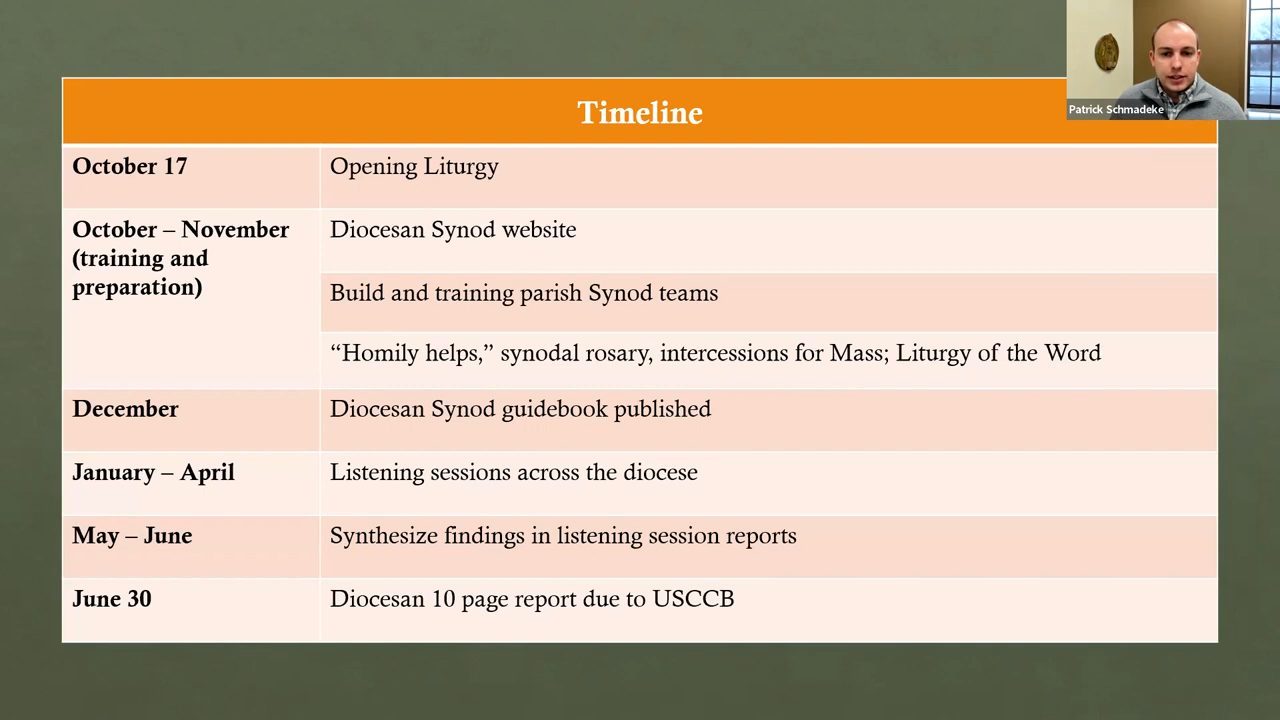 Patrick Schmadeke
Timeline
October 17
Opening Liturgy
October – November
(training and
preparation)
Diocesan Synod website
Build and training parish Synod teams
“Homily helps,” synodal rosary, intercessions for Mass; Liturgy of the Word
December
Diocesan Synod guidebook published
January – April
Listening sessions across the diocese
May – June
Synthesize findings in listening session reports
June 30
Diocesan 10 page report due to USCCB